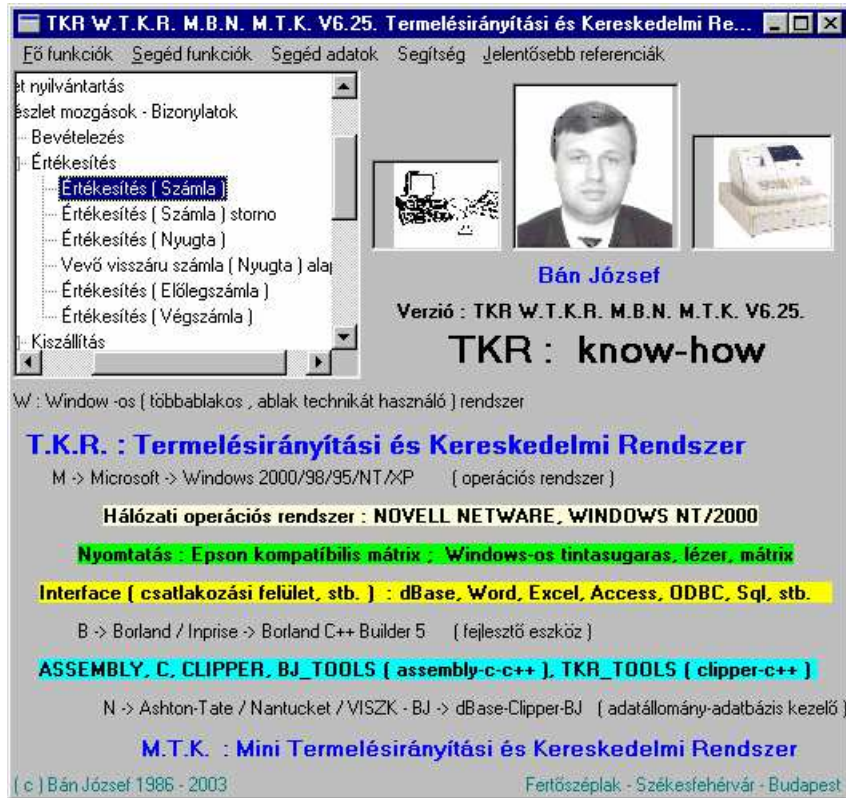 TKR W.T.K.R. M.B.N. M.T.K. V6.25. Termelésirányítási és Kereskedelmi Re...
Fő funkciók Segéd funkciók Segéd adatok Segítség Jelentősebb referenciák
et nyilvántartás
észlet mozgások - Bizonylatok
Bevételezés
Értékesítés
Értékesítés ( Számla )
Értékesítés ( Számla ) storno
Értékesítés ( Nyugta )
Vevő visszáru számla ( Nyugta ) alap
Értékesítés ( Előlegszámla )
Értékesítés ( Végszámla )
Kiszállítás
Bán József
Verzió : TKR W.T.K.R. M.B.N. M.T.K. V6.25.
TKR : know-how
W : Window -os ( többablakos , ablak technikát használó ) rendszer
T.K.R. : Termelésirányítási és Kereskedelmi Rendszer
M -> Microsoft -> Windows 2000/98/95/NT/XP ( operációs rendszer )
Hálózati operációs rendszer : NOVELL NETWARE, WINDOWS NT/2000
Nyomtatás : Epson kompatíbilis mátrix ; Windows-os tintasugaras, lézer, mátrix
Interface ( csatlakozási felület, stb. ) : dBase, Word, Excel, Access, ODBC, Sql, stb.
B -> Borland / Inprise -> Borland C++ Builder 5 ( fejlesztő eszköz )
ASSEMBLY, C, CLIPPER, BJ_TOOLS ( assembly-c-c++ ), TKR_TOOLS ( clipper-c++ )
N -> Ashton-Tate / Nantucket / VISZK - BJ -> dBase-Clipper-BJ ( adatállomány-adatbázis kezelő )
M.T.K. : Mini Termelésirányítási és Kereskedelmi Rendszer
( c ) Bán József 1986 - 2003 Fertőszéplak - Székesfehérvár - Budapest